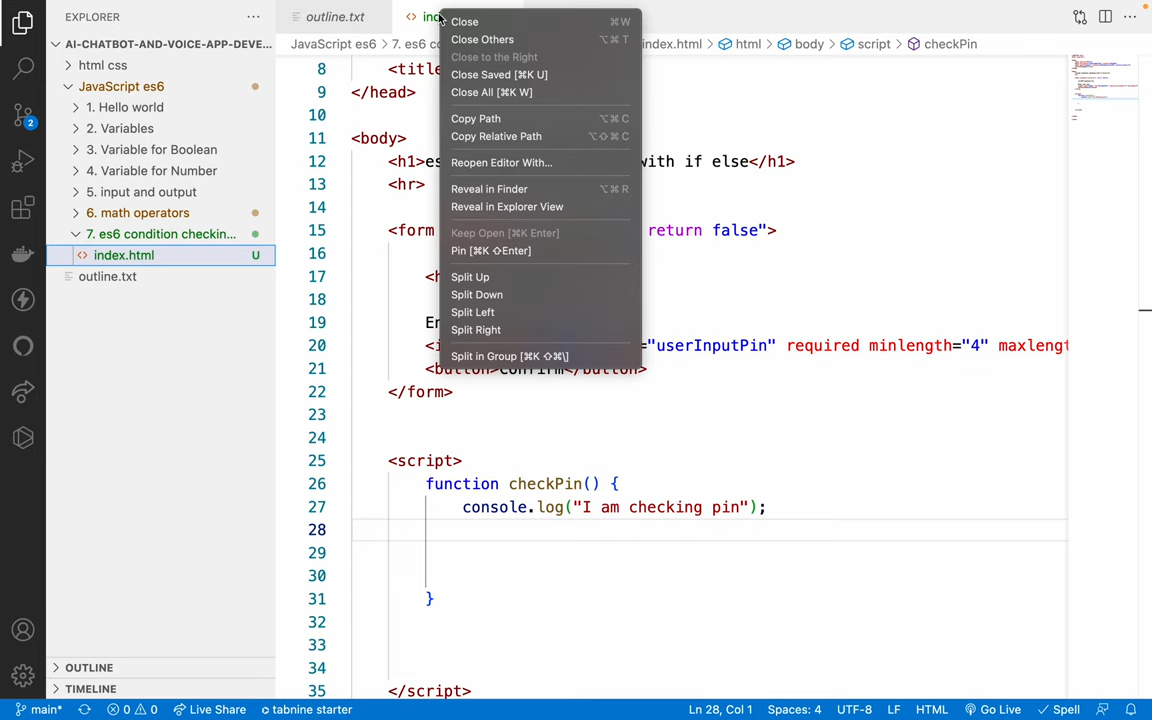 EXPLORER
AI-CHATBOT-AND-VOICE-APP-DEVE...
html css
JavaScript es6
1. Hello world
2. Variables
3. Variable for Boolean
4. Variable for Number
5. input and output
6. math operators
7. es6 condition checkin...
index.html U
outline.txt
OUTLINE
TIMELINE
outline.txt
JavaScript es6 > index.html > html > body > script > checkPin
Close ⌘W
Close Others ⌥⌘T
Close to the Right
Close Saved [⌘K U]
Close All [⌘K W]
Copy Path ⌥⌘C
Copy Relative Path ⌥⇧⌘C
Reopen Editor With...
Reveal in Finder ⌥⌘R
Reveal in Explorer View
Keep Open [⌘K Enter]
Pin [⌘K ⇧Enter]
Split Up
Split Down
Split Left
Split Right
Split in Group [⌘K ⇧⌘\]
8 <title
9 </head>
10
11 <body>
12 <h1>es with if else</h1>
13 <hr>
14
15 <form return false">
16
17 <h
18
19 En
20 <i ="userInputPin" required minlength="4" maxlengt
21 <button>Confirm</button>
22 </form>
23
24
25 <script>
26 function checkPin() {
27 console.log("I am checking pin");
28
29
30
31 }
32
33
34
35 </script>
main* 0 0 Live Share tabnine starter Ln 28, Col 1 Spaces: 4 UTF-8 LF HTML Go Live Spell